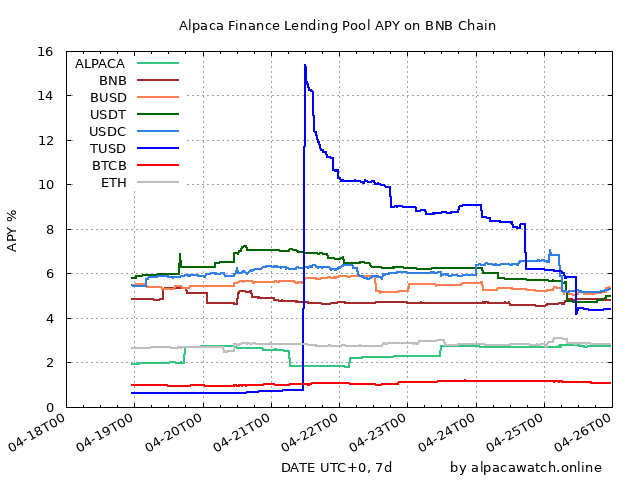 Alpaca Finance Lending Pool APY on BNB Chain
16
14
12
10
8
6
4
2
0
APY %
ALPACA
BNB
BUSD
USDT
USDC
TUSD
BTCB
ETH
04-18T00
04-19T00
04-20T00
04-21T00
04-22T00
04-23T00
04-24T00
04-25T00
04-26T00
DATE UTC+0, 7d
by alpacawatch.online